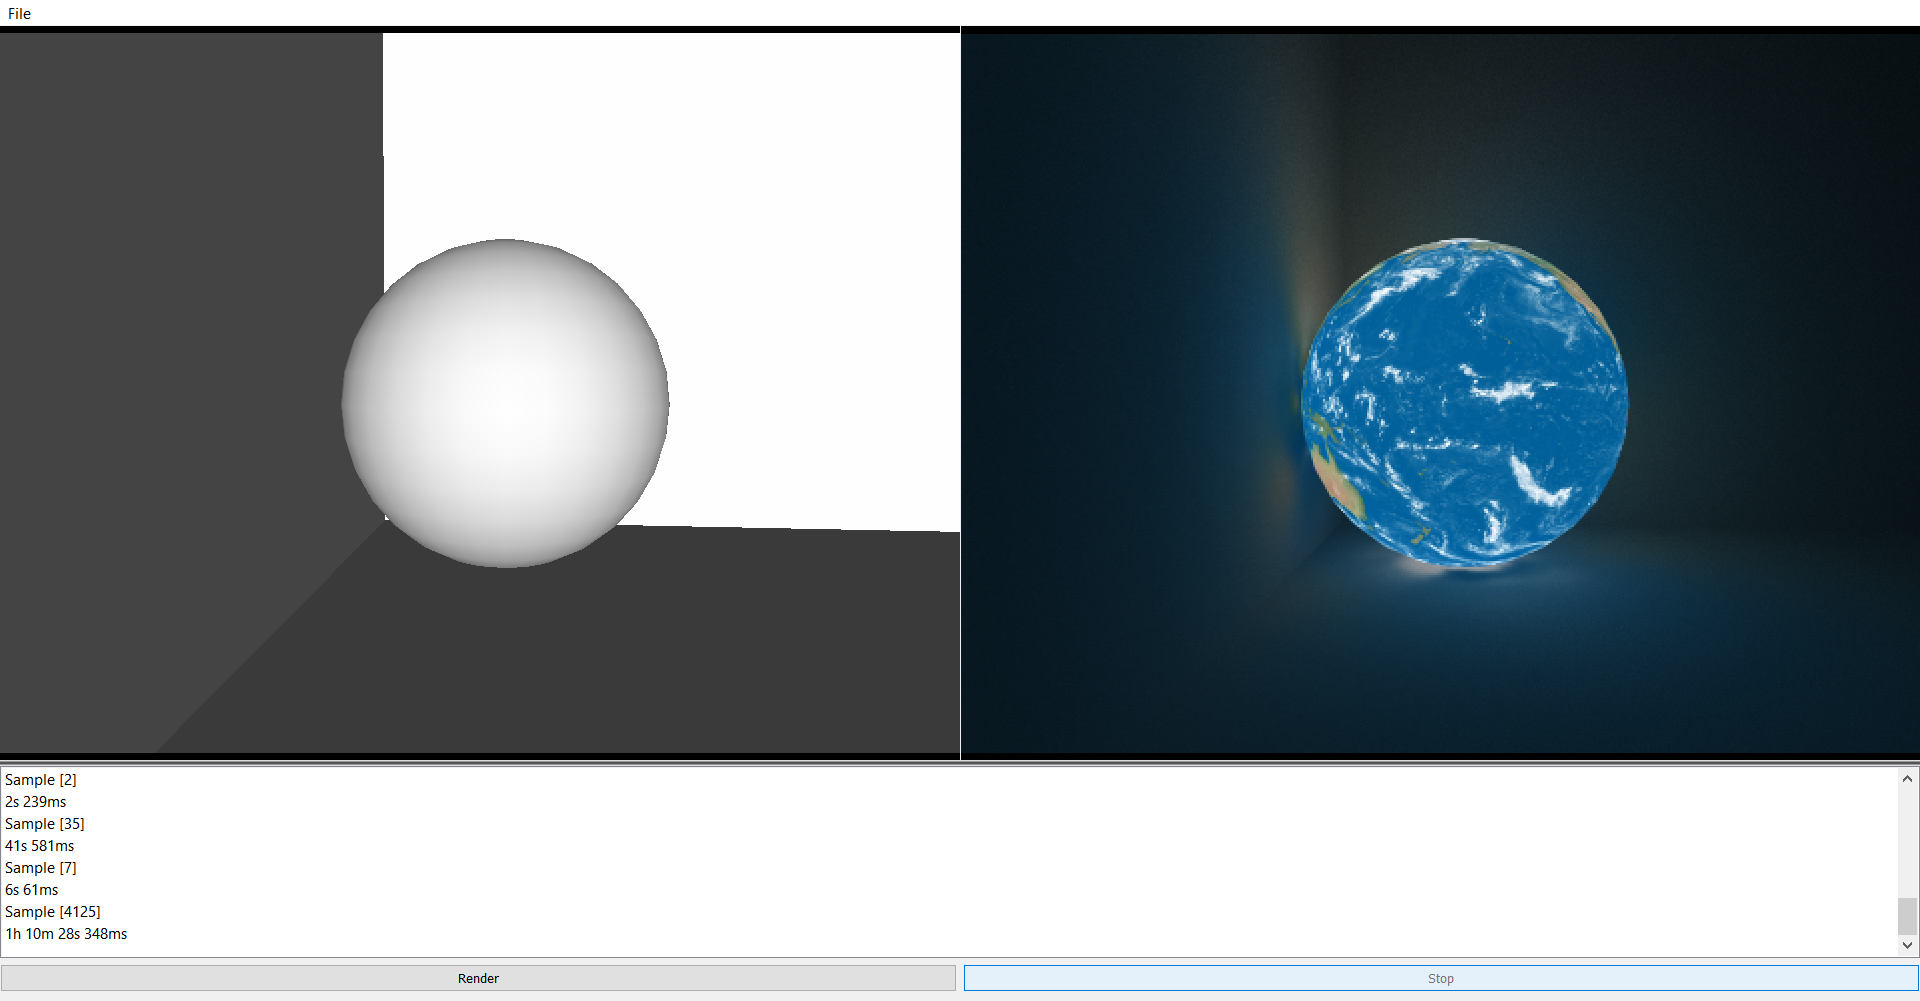 File
Sample [2]
2s 239ms
Sample [35]
41s 581ms
Sample [7]
6s 61ms
Sample [4125]
1h 10m 28s 348ms
Render
Stop